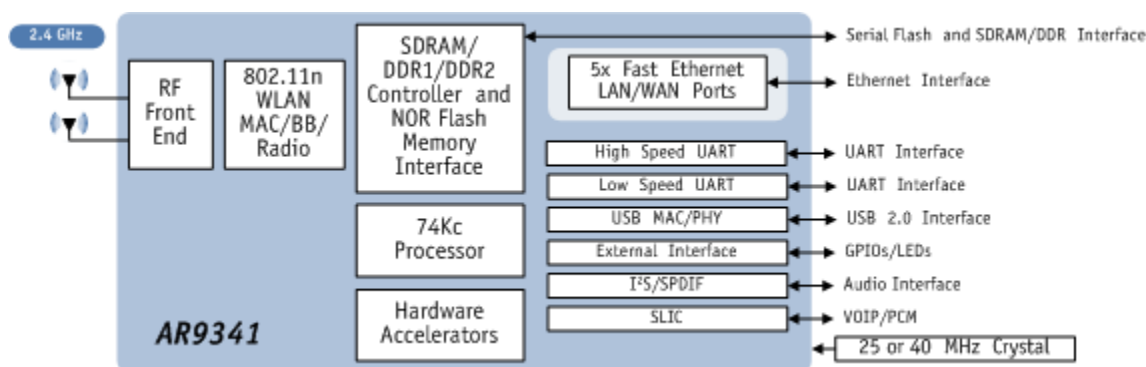 2.4 GHz
RF
Front
End
802.11n
WLAN
MAC/BB/
Radio
SDRAM/
DDR1/DDR2
Controller and
NOR Flash
Memory
Interface
74Kc
Processor
Hardware
Accelerators
AR9341
5x Fast Ethernet
LAN/WAN Ports
High Speed UART
Low Speed UART
USB MAC/PHY
External Interface
I²S/SPDIF
SLIC
Serial Flash and SDRAM/DDR Interface
Ethernet Interface
UART Interface
UART Interface
USB 2.0 Interface
GPIOs/LEDs
Audio Interface
VOIP/PCM
25 or 40 MHz Crystal